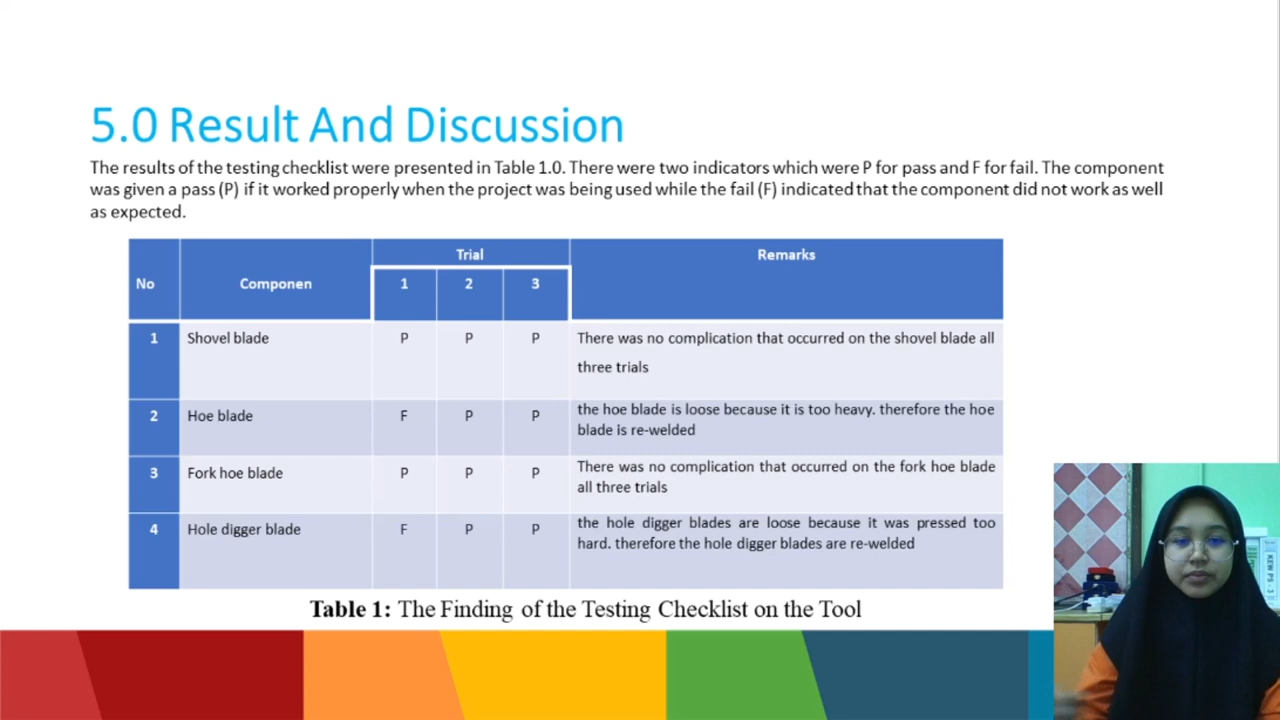 5.0 Result And Discussion
The results of the testing checklist were presented in Table 1.0. There were two indicators which were P for pass and F for fail. The component
was given a pass (P) if it worked properly when the project was being used while the fail (F) indicated that the component did not work as well
as expected.
No Componen Trial Remarks
1 2 3
1 Shovel blade P P P There was no complication that occurred on the shovel blade all
three trials
2 Hoe blade F P P the hoe blade is loose because it is too heavy. therefore the hoe
blade is re-welded
3 Fork hoe blade P P P There was no complication that occurred on the fork hoe blade
all three trials
4 Hole digger blade F P P the hole digger blades are loose because it was pressed too
hard. therefore the hole digger blades are re-welded
Table 1: The Finding of the Testing Checklist on the Tool
KEW PS - 3